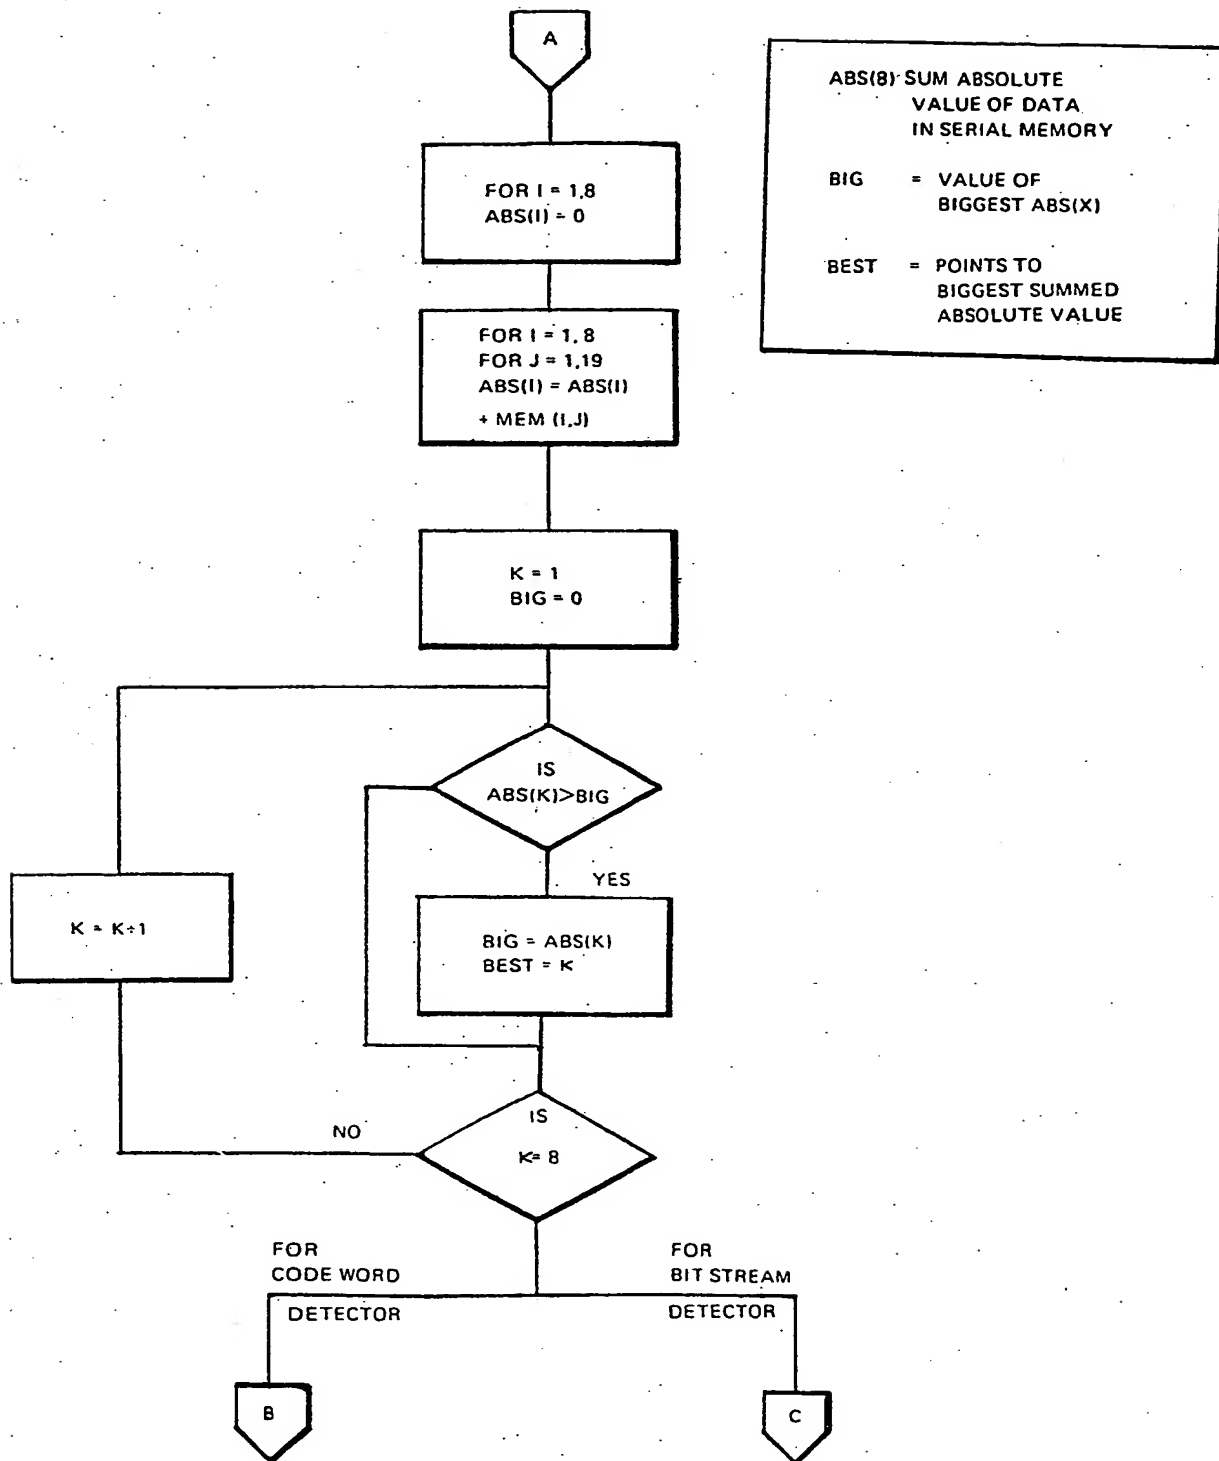 A
ABS(8) SUM ABSOLUTE
VALUE OF DATA
IN SERIAL MEMORY
BIG = VALUE OF
BIGGEST ABS(X)
BEST = POINTS TO
BIGGEST SUMMED
ABSOLUTE VALUE
FOR I = 1,8
ABS(I) = 0
FOR I = 1, 8
FOR J = 1,19
ABS(I) = ABS(I)
+ MEM (I,J)
K = 1
BIG = 0
IS
ABS(K)>BIG
YES
K = K+1
BIG = ABS(K)
BEST = K
IS
K= 8
NO
FOR
CODE WORD
DETECTOR
FOR
BIT STREAM
DETECTOR
B
C